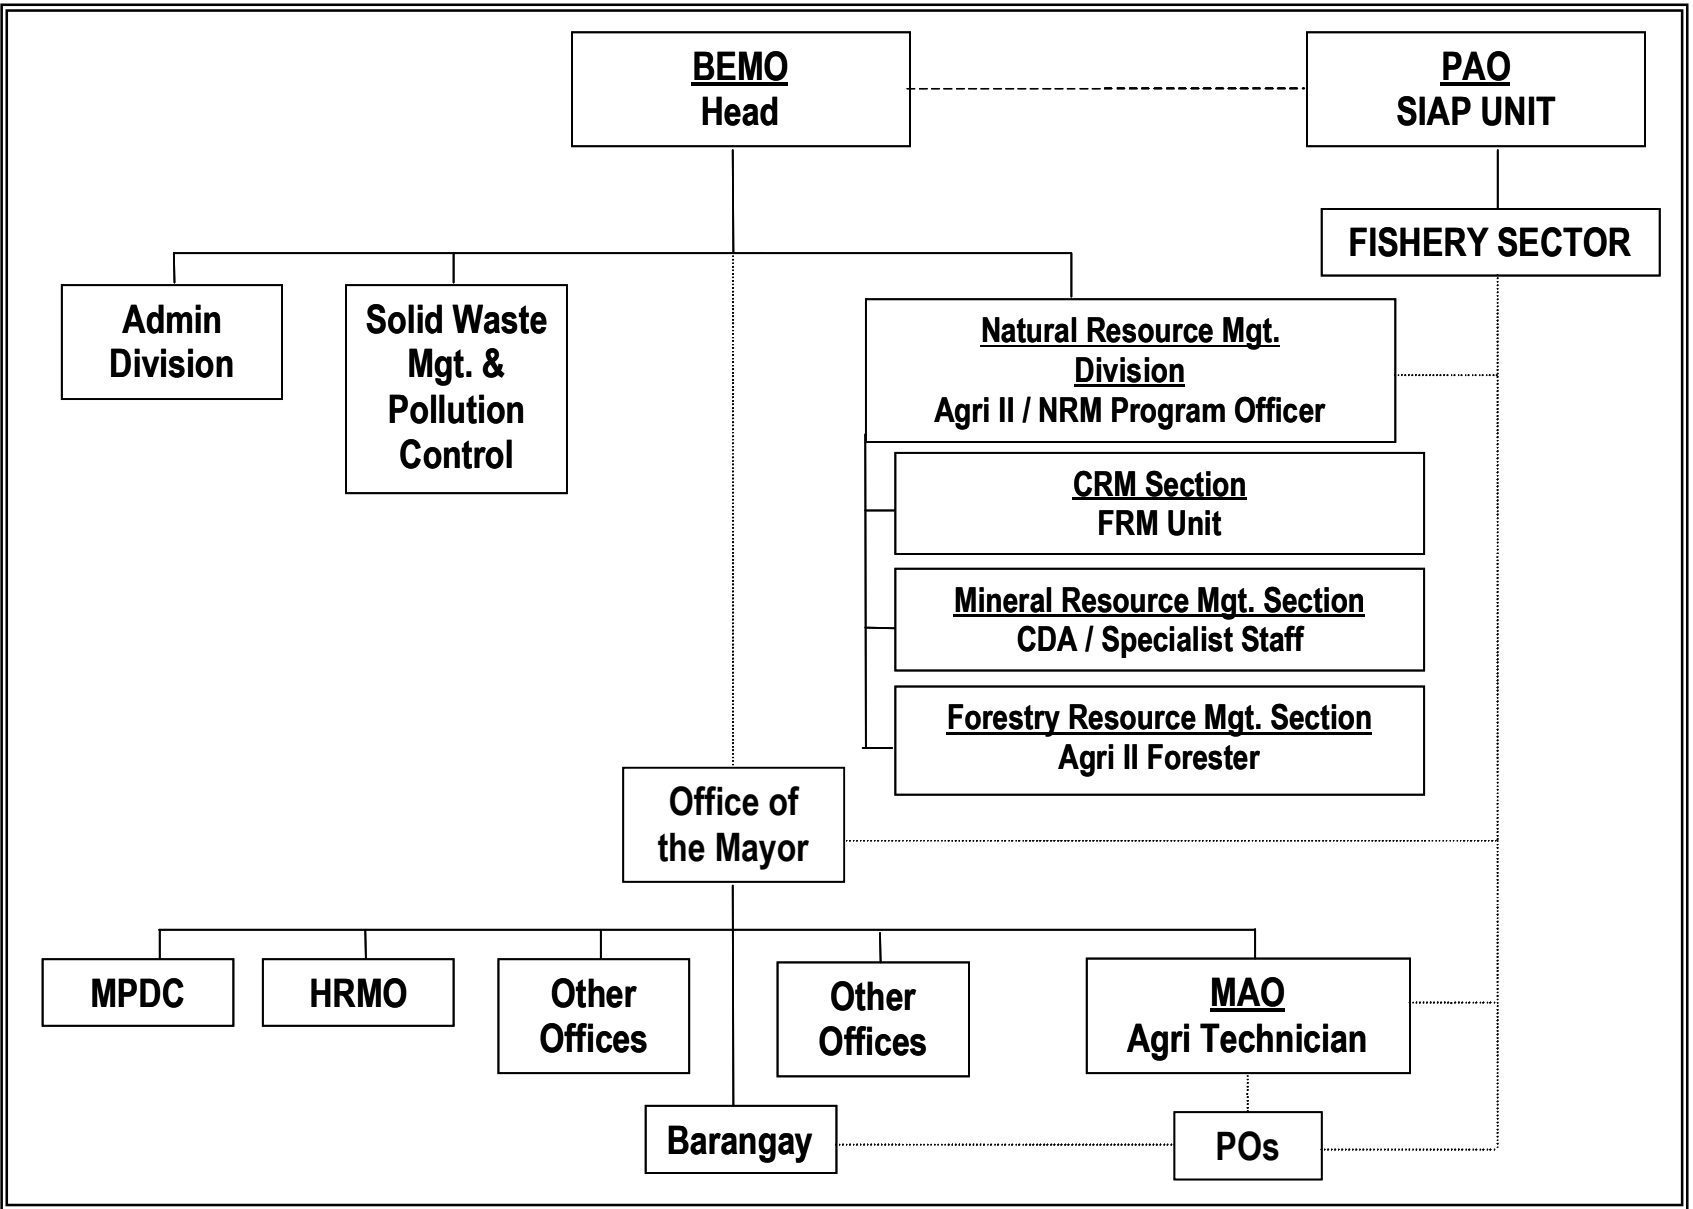 BEMO
Head
PAO
SIAP UNIT
FISHERY SECTOR
Admin
Division
Solid Waste
Mgt. &
Pollution
Control
Natural Resource Mgt.
Division
Agri II / NRM Program Officer
CRM Section
FRM Unit
Mineral Resource Mgt. Section
CDA / Specialist Staff
Forestry Resource Mgt. Section
Agri II Forester
Office of
the Mayor
MPDC
HRMO
Other
Offices
Other
Offices
MAO
Agri Technician
Barangay
POs